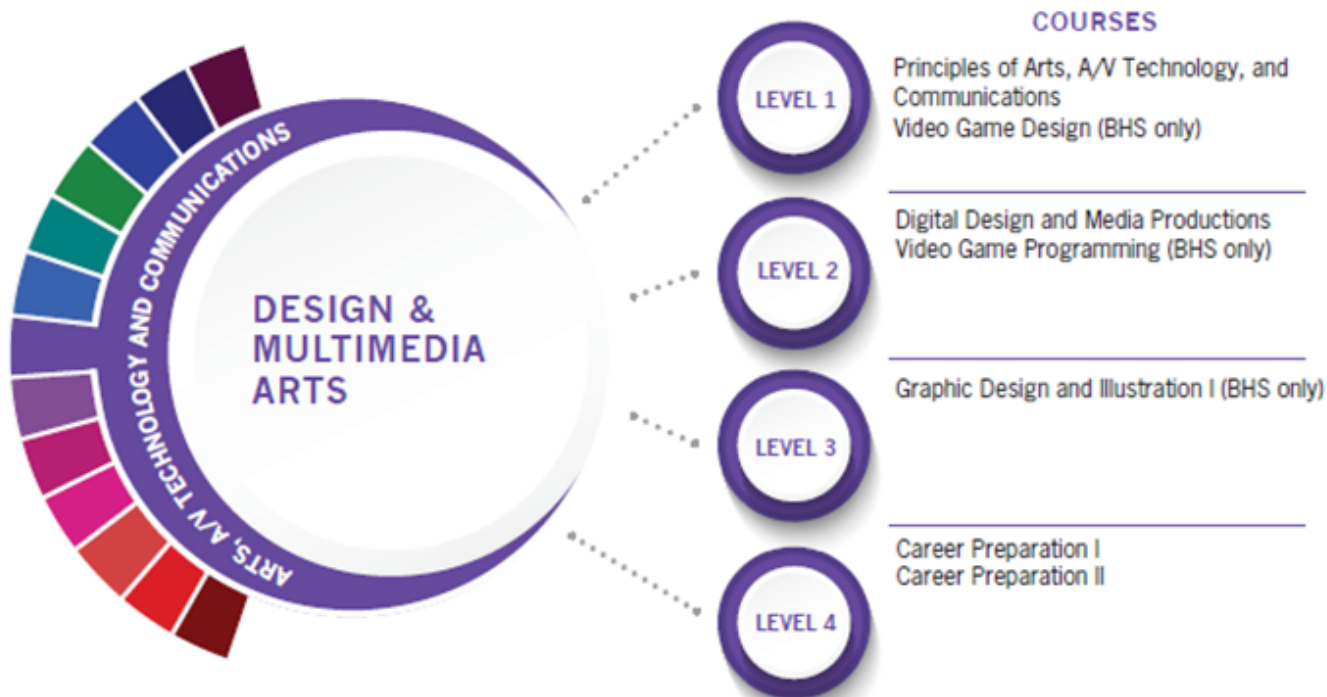 ARTS, A/V TECHNOLOGY AND COMMUNICATIONS
DESIGN &
MULTIMEDIA
ARTS
COURSES
LEVEL 1
Principles of Arts, A/V Technology, and
Communications
Video Game Design (BHS only)
LEVEL 2
Digital Design and Media Productions
Video Game Programming (BHS only)
LEVEL 3
Graphic Design and Illustration I (BHS only)
LEVEL 4
Career Preparation I
Career Preparation II